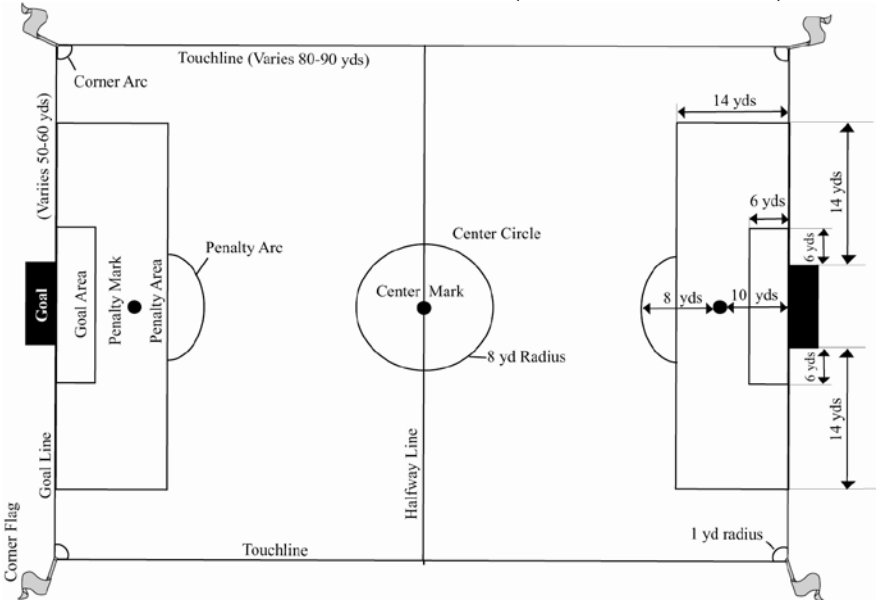 Touchline (Varies 80-90 yds)
Corner Arc
(Variies 50-60 yds)
14 yds
14 yds
6 yds
6 yds
Center Circle
Penalty Arc
Goal
Goal Area
Penalty Mark
Penalty Area
Center Mark
8 yds
10 yds
8 yd Radius
6 yds
14 yds
Goal Line
Halfway Line
Corner Flag
Touchline
1 yd radius